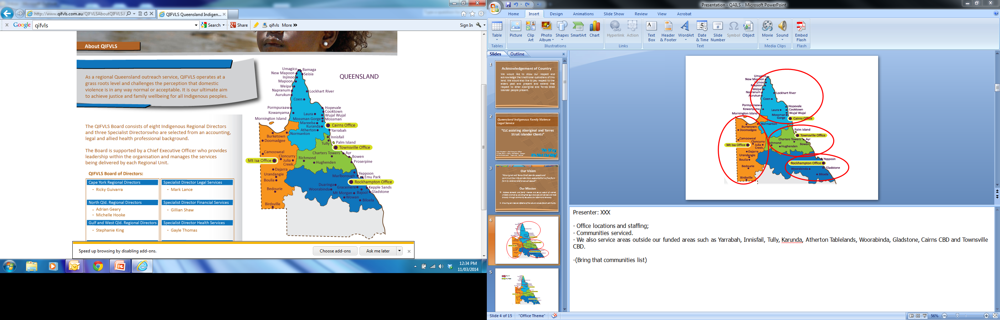 http://www.qifvls.com.au/QIFVLSAboutQIFVLS.l
QIFVLS Queensland Indigen...
x Google qifvls Search Share qifvls More » Sign In
About QIFVLS
As a regional Queensland outreach service, QIFVLS operates at a
grass roots level and challenges the perception that domestic
violence is in any way normal or acceptable. It is our ultimate aim
to achieve justice and family wellbeing for all Indigenous peoples.
The QIFVLS Board consists of eight Indigenous Regional Directors
and three Specialist Directorswho are selected from an accounting,
legal and allied health professional background.
The Board is supported by a Chief Executive Officer who provides
leadership within the organisation and manages the services
being delivered by each Regional Unit.
QIFVLS Board of Directors:
Cape York Regional Directors
• Ricky Guivarra
North Qld. Regional Directors
• Adrian Geary
• Michelle Hooke
Gulf and West Qld. Regional Directors
• Stephanie King
Specialist Director Legal Services
• Mark Lance
Specialist Director Financial Services
• Gillian Shaw
Specialist Director Health Services
• Gayle Thomas
QUEENSLAND
Umagico
Bamaga
New Mapoon
Seisia
Injinoo
Mapoon
Weipa
Napranum
Lockhart River
Aurukun
Coen
Pormpuraaw
Hopevale
Kowanyama
Cooktown
Laura
Wujal Wujal
Mornington Island
Mossman Gorge
Mossman
Mareeba
Kuranda
Cairns Office
Atherton
Yarrabah
Normanton
Burketown
Innisfail
Doomadgee
Tully
Palm Island
Townsville Office
Camooweal
Charters Towers
Ayr
Cloncurry
Bowen
Mt Isa Office
Julia
Creek
Richmond
Hughenden
Proserpine
Dajarra
Urandangie
Yeppoon
Marlborough
Emu Park
Boulia
Rockhampton Office
Duaringa
Gracemere
Kepple Sands
Bedourie
Woorabinda
Mt Morgan
Bajool
Gladstone
Wowan
Biloela
Birdsville
Speed up browsing by disabling add-ons.
Choose add-ons
Ask me later
12:34 PM
11/03/2014
Presentation - QAILS - Microsoft PowerPoint
Home Insert Design Animations Slide Show Review View Acrobat
Table Picture Clip Art Photo Album Shapes SmartArt Chart Hyperlink Action Text Box Header & Footer WordArt Date & Time Slide Number Symbol Object Movie Sound Embed Flash
Tables Illustrations Links Text Media Clips Flash
Slides Outline
1
Acknowledgement of Country
We would like to show our respect and
acknowledge the traditional custodians of this
land. We would also like to pay respect to the
elders past and present and extend that
respect to other Aboriginal and Torres Strait
Islander people present.
2
Queensland Indigenous Family Violence
Legal Service
"CLC assisting Aboriginal and Torres
Strait Islander Clients"
3
Our Vision
Our Mission
4
5
Umagico
New Mapoon
Injinoo
Mapoon
Weipa
Napranum
Aurukun
Lockhart River
Coen
Pormpuraaw
Hopevale
Kowanyama
Cooktown
Laura
Wujal Wujal
Mornington Island
Mossman
Gorge
Cairns Office
Normanton
Burketown
Doomadgee
Palm Island
Townsville Office
Camooweal
Charters Towers
Ayr
Cloncurry
Bowen
Mt Isa Office
Julia
Creek
Richmond
Hughenden
Dajarra
Urandangie
Boulia
Yeppoon
Rockhampton Office
Bedourie
Woorabinda
Gladstone
Biloela
Birdsville
Presenter: XXX
- Office locations and staffing;
- Communities serviced.
- We also service areas outside our funded areas such as Yarrabah, Innisfail, Tully, Karunda, Atherton Tablelands, Woorabinda, Gladstone, Cairns CBD and Townsville
CBD.
-(Bring that communities list)
Slide 4 of 15 "Office Theme" 56%